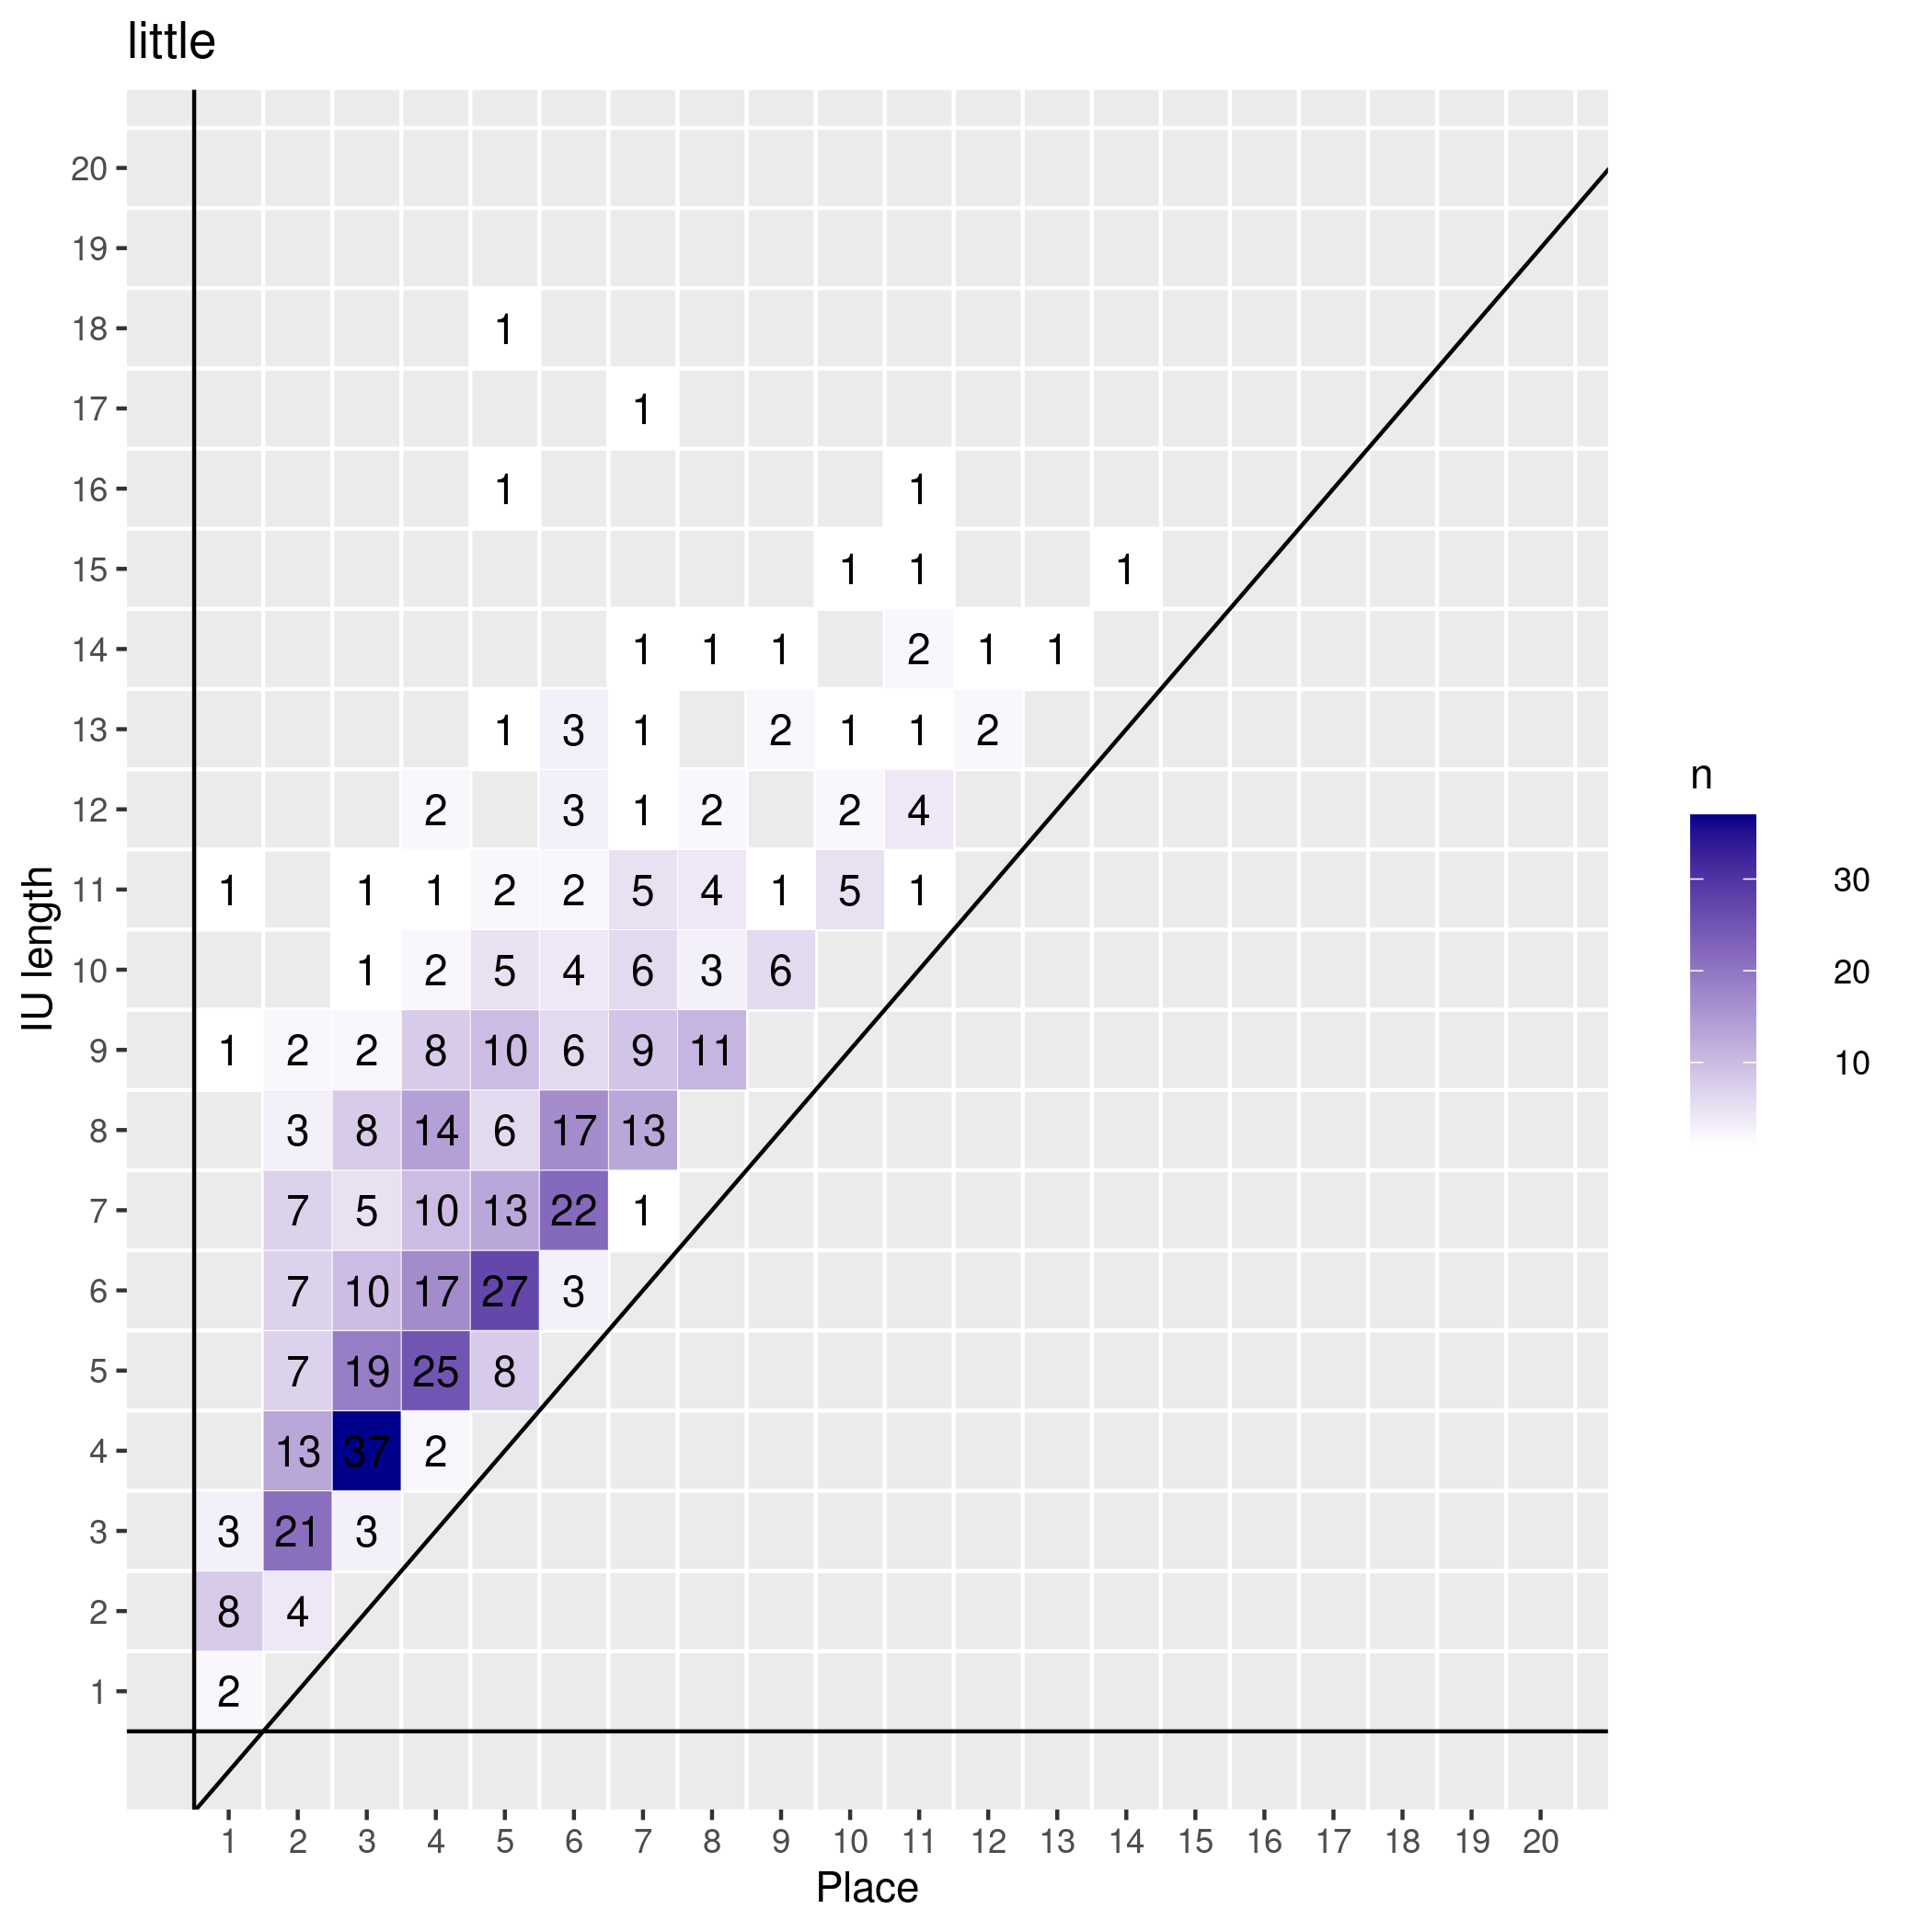 little
20
19
18 1
17 1
16 1 1
15 1 1 1
14 1 1 1 2 1 1
13 1 3 1 2 1 1 2
12 2 3 1 2 2 4
11 1 1 1 2 2 5 4 1 5 1
10 1 2 5 4 6 3 6
9 1 2 2 8 10 6 9 11
8 3 8 14 6 17 13
7 7 5 10 13 22 1
6 7 10 17 27 3
5 7 19 25 8
4 13 37 2
3 3 21 3
2 8 4
1 2
1 2 3 4 5 6 7 8 9 10 11 12 13 14 15 16 17 18 19 20
Place
IU length
n
30
20
10